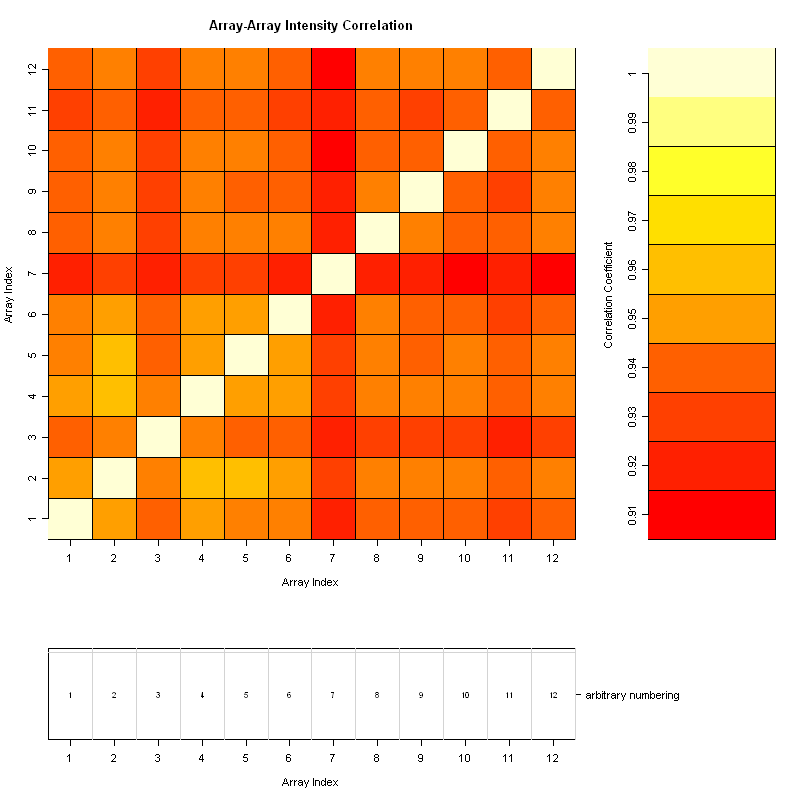 Array-Array Intensity Correlation
12
11
10
9
8
7
6
5
4
3
2
1
Array Index
1 2 3 4 5 6 7 8 9 10 11 12
Array Index
1
0.99
0.98
0.97
0.96
0.95
0.94
0.93
0.92
0.91
Correlation Coefficient
1 2 3 4 5 6 7 8 9 10 11 12
arbitrary numbering
1 2 3 4 5 6 7 8 9 10 11 12
Array Index